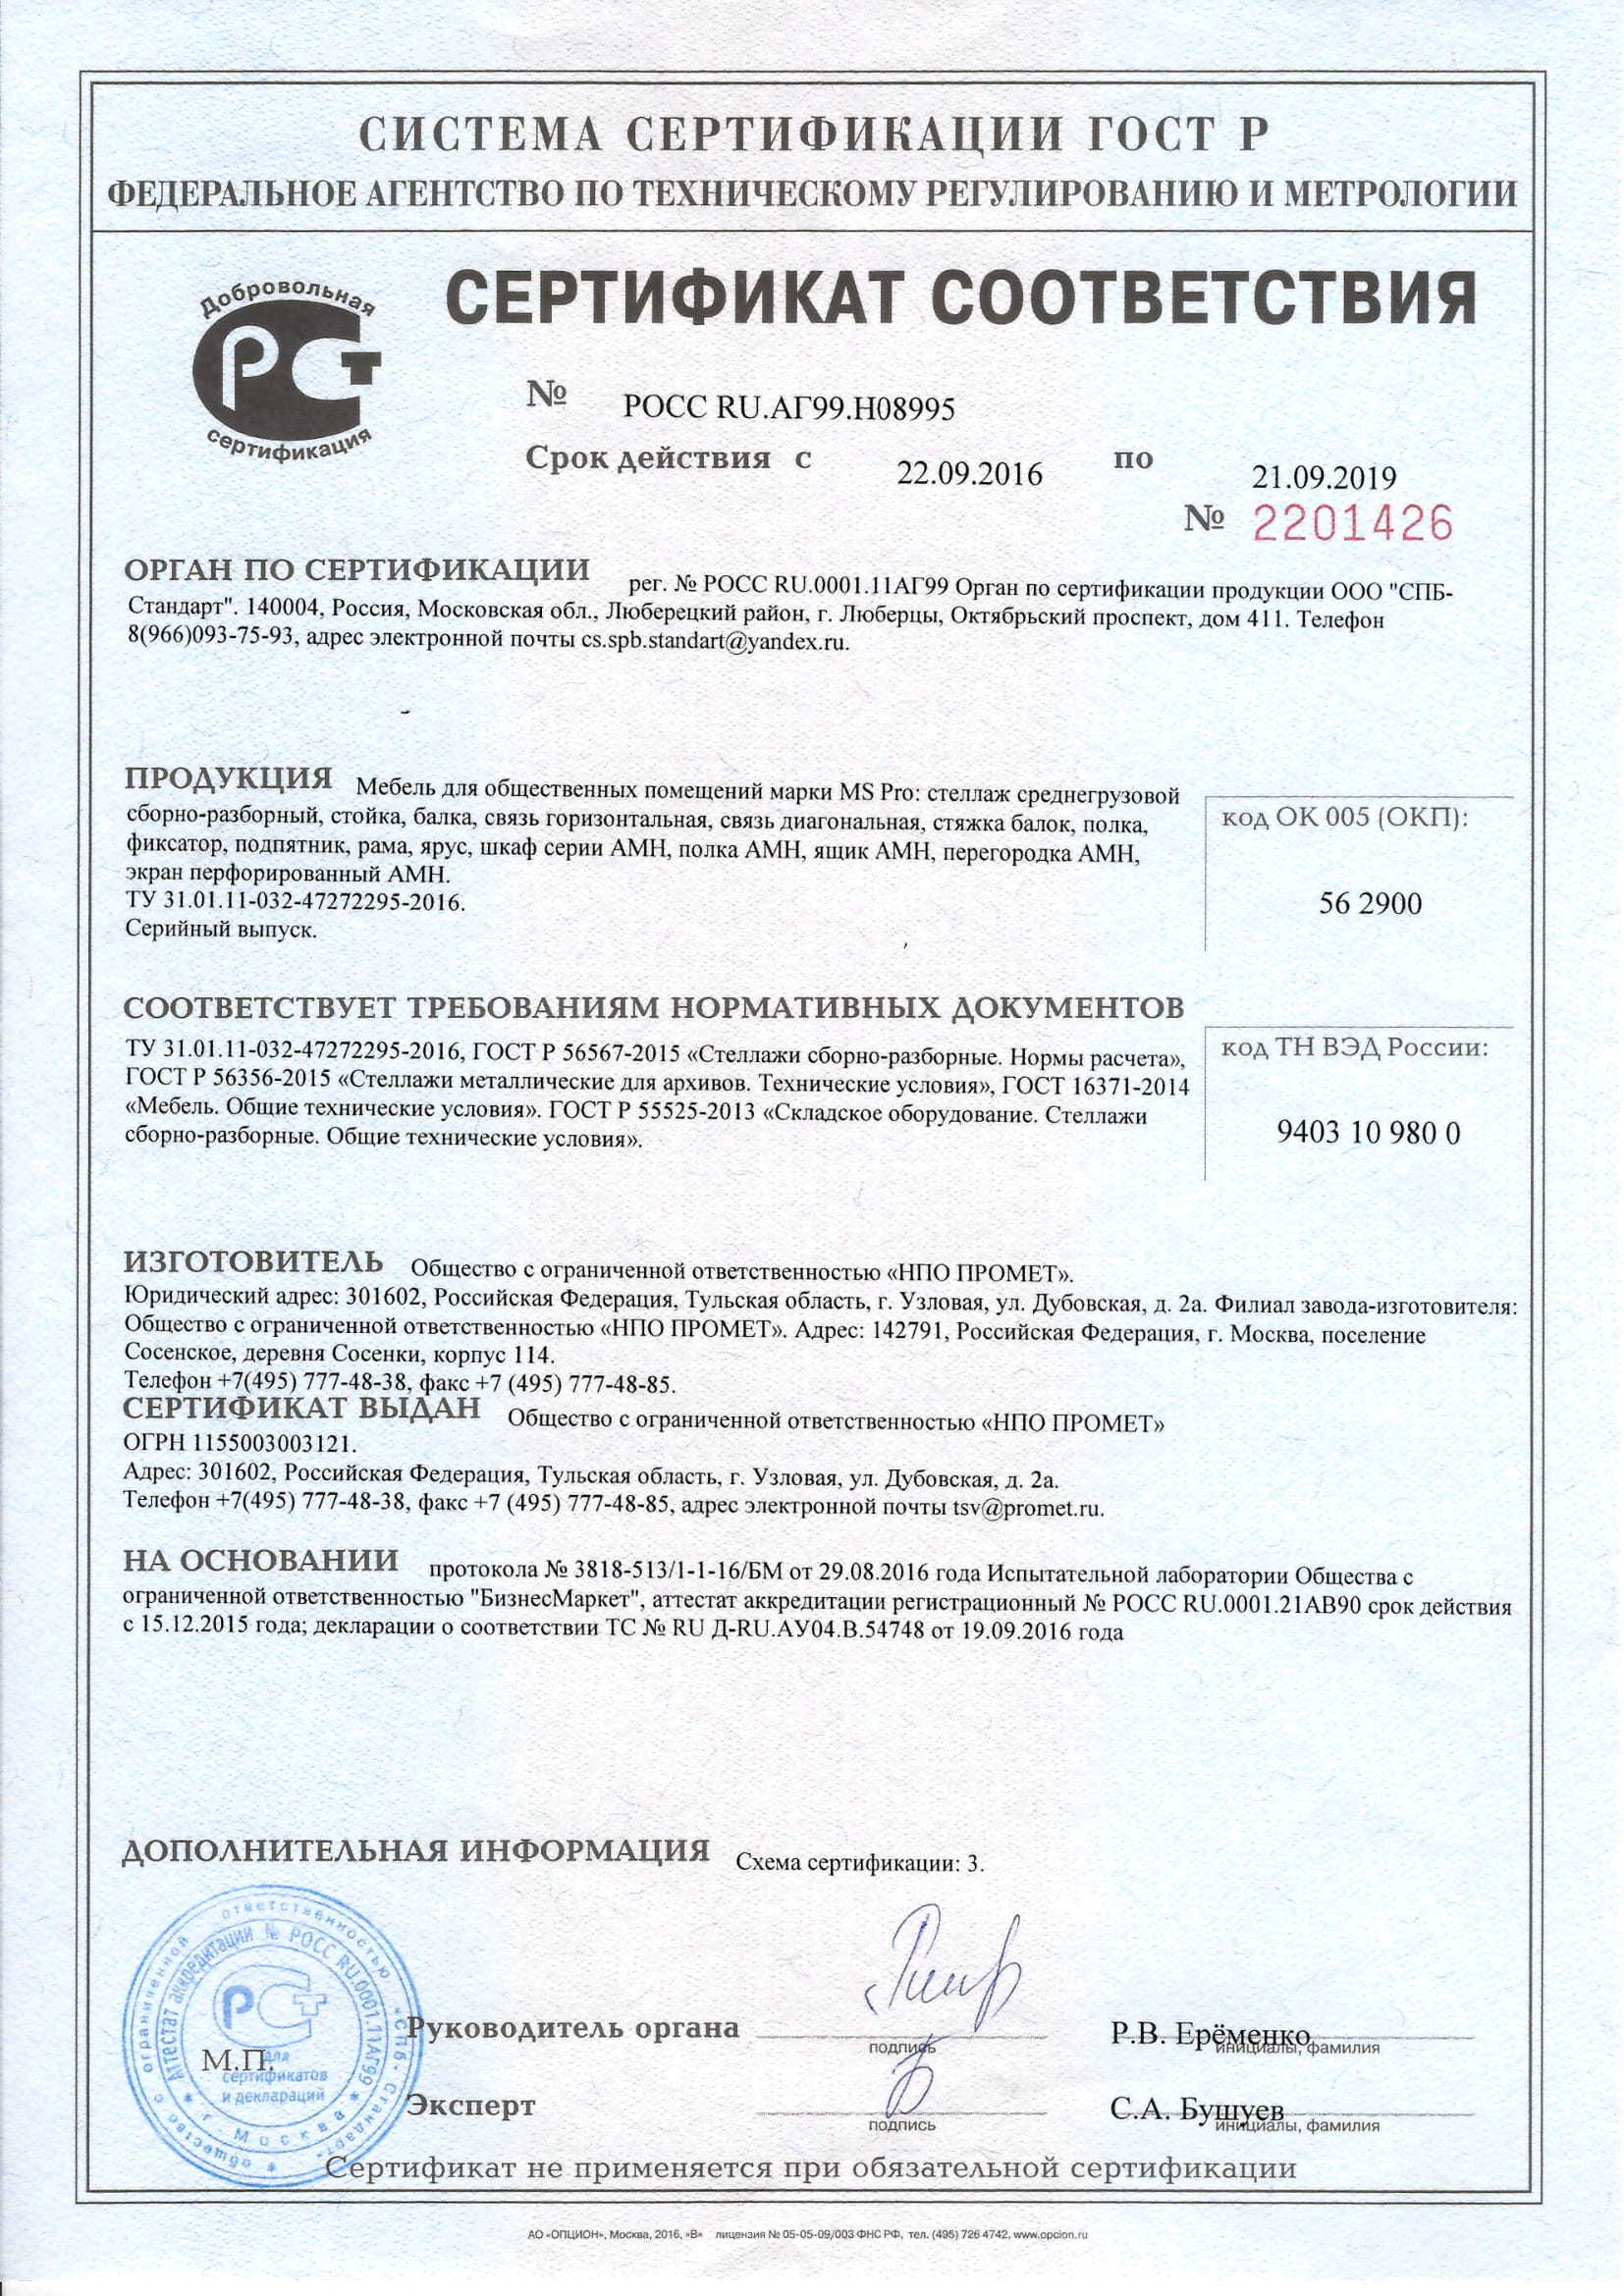 СИСТЕМА СЕРТИФИКАЦИИ ГОСТ Р
ФЕДЕРАЛЬНОЕ АГЕНТСТВО ПО ТЕХНИЧЕСКОМУ РЕГУЛИРОВАНИЮ И МЕТРОЛОГИИ
Добровольная
РСТ
сертификация
СЕРТИФИКАТ СООТВЕТСТВИЯ
№ РОСС RU.АГ99.Н08995
Срок действия с 22.09.2016 по 21.09.2019
№ 2201426
ОРГАН ПО СЕРТИФИКАЦИИ рег. № РОСС RU.0001.11АГ99 Орган по сертификации продукции ООО "СПБ-
Стандарт". 140004, Россия, Московская обл., Люберецкий район, г. Люберцы, Октябрьский проспект, дом 411. Телефон
8(966)093-75-93, адрес электронной почты cs.spb.standart@yandex.ru.
ПРОДУКЦИЯ Мебель для общественных помещений марки MS Pro: стеллаж среднегрузовой
сборно-разборный, стойка, балка, связь горизонтальная, связь диагональная, стяжка балок, полка,
фиксатор, подпятник, рама, ярус, шкаф серии АМН, полка АМН, ящик АМН, перегородка АМН,
экран перфорированный АМН.
ТУ 31.01.11-032-47272295-2016.
Серийный выпуск.
код ОК 005 (ОКП):
56 2900
СООТВЕТСТВУЕТ ТРЕБОВАНИЯМ НОРМАТИВНЫХ ДОКУМЕНТОВ
ТУ 31.01.11-032-47272295-2016, ГОСТ Р 56567-2015 «Стеллажи сборно-разборные. Нормы расчета»,
ГОСТ Р 56356-2015 «Стеллажи металлические для архивов. Технические условия», ГОСТ 16371-2014
«Мебель. Общие технические условия». ГОСТ Р 55525-2013 «Складское оборудование. Стеллажи
сборно-разборные. Общие технические условия».
код ТН ВЭД России:
9403 10 980 0
ИЗГОТОВИТЕЛЬ Общество с ограниченной ответственностью «НПО ПРОМЕТ».
Юридический адрес: 301602, Российская Федерация, Тульская область, г. Узловая, ул. Дубовская, д. 2а. Филиал завода-изготовителя:
Общество с ограниченной ответственностью «НПО ПРОМЕТ». Адрес: 142791, Российская Федерация, г. Москва, поселение
Сосенское, деревня Сосенки, корпус 114.
Телефон +7(495) 777-48-38, факс +7 (495) 777-48-85.
СЕРТИФИКАТ ВЫДАН Общество с ограниченной ответственностью «НПО ПРОМЕТ»
ОГРН 1155003003121.
Адрес: 301602, Российская Федерация, Тульская область, г. Узловая, ул. Дубовская, д. 2а.
Телефон +7(495) 777-48-38, факс +7 (495) 777-48-85, адрес электронной почты tsv@promet.ru.
НА ОСНОВАНИИ протокола № 3818-513/1-1-16/БМ от 29.08.2016 года Испытательной лаборатории Общества с
ограниченной ответственностью "БизнесМаркет", аттестат аккредитации регистрационный № РОСС RU.0001.21АВ90 срок действия
с 15.12.2015 года; декларации о соответствии ТС № RU Д-RU.АУ04.В.54748 от 19.09.2016 года
ДОПОЛНИТЕЛЬНАЯ ИНФОРМАЦИЯ Схема сертификации: 3.
Общество с ограниченной ответственностью «СПб-Стандарт»
Аттестат аккредитации № РОСС RU.0001.11АГ99
г. Москва
РСТ
для
сертификатов
и деклараций
М.П.
Руководитель органа
подпись
Р.В. Ерёменко
инициалы, фамилия
Эксперт
подпись
С.А. Бушуев
инициалы, фамилия
Сертификат не применяется при обязательной сертификации
АО «ОПЦИОН», Москва, 2016, «В» лицензия № 05-05-09/003 ФНС РФ, тел. (495) 726 4742, www.opcion.ru